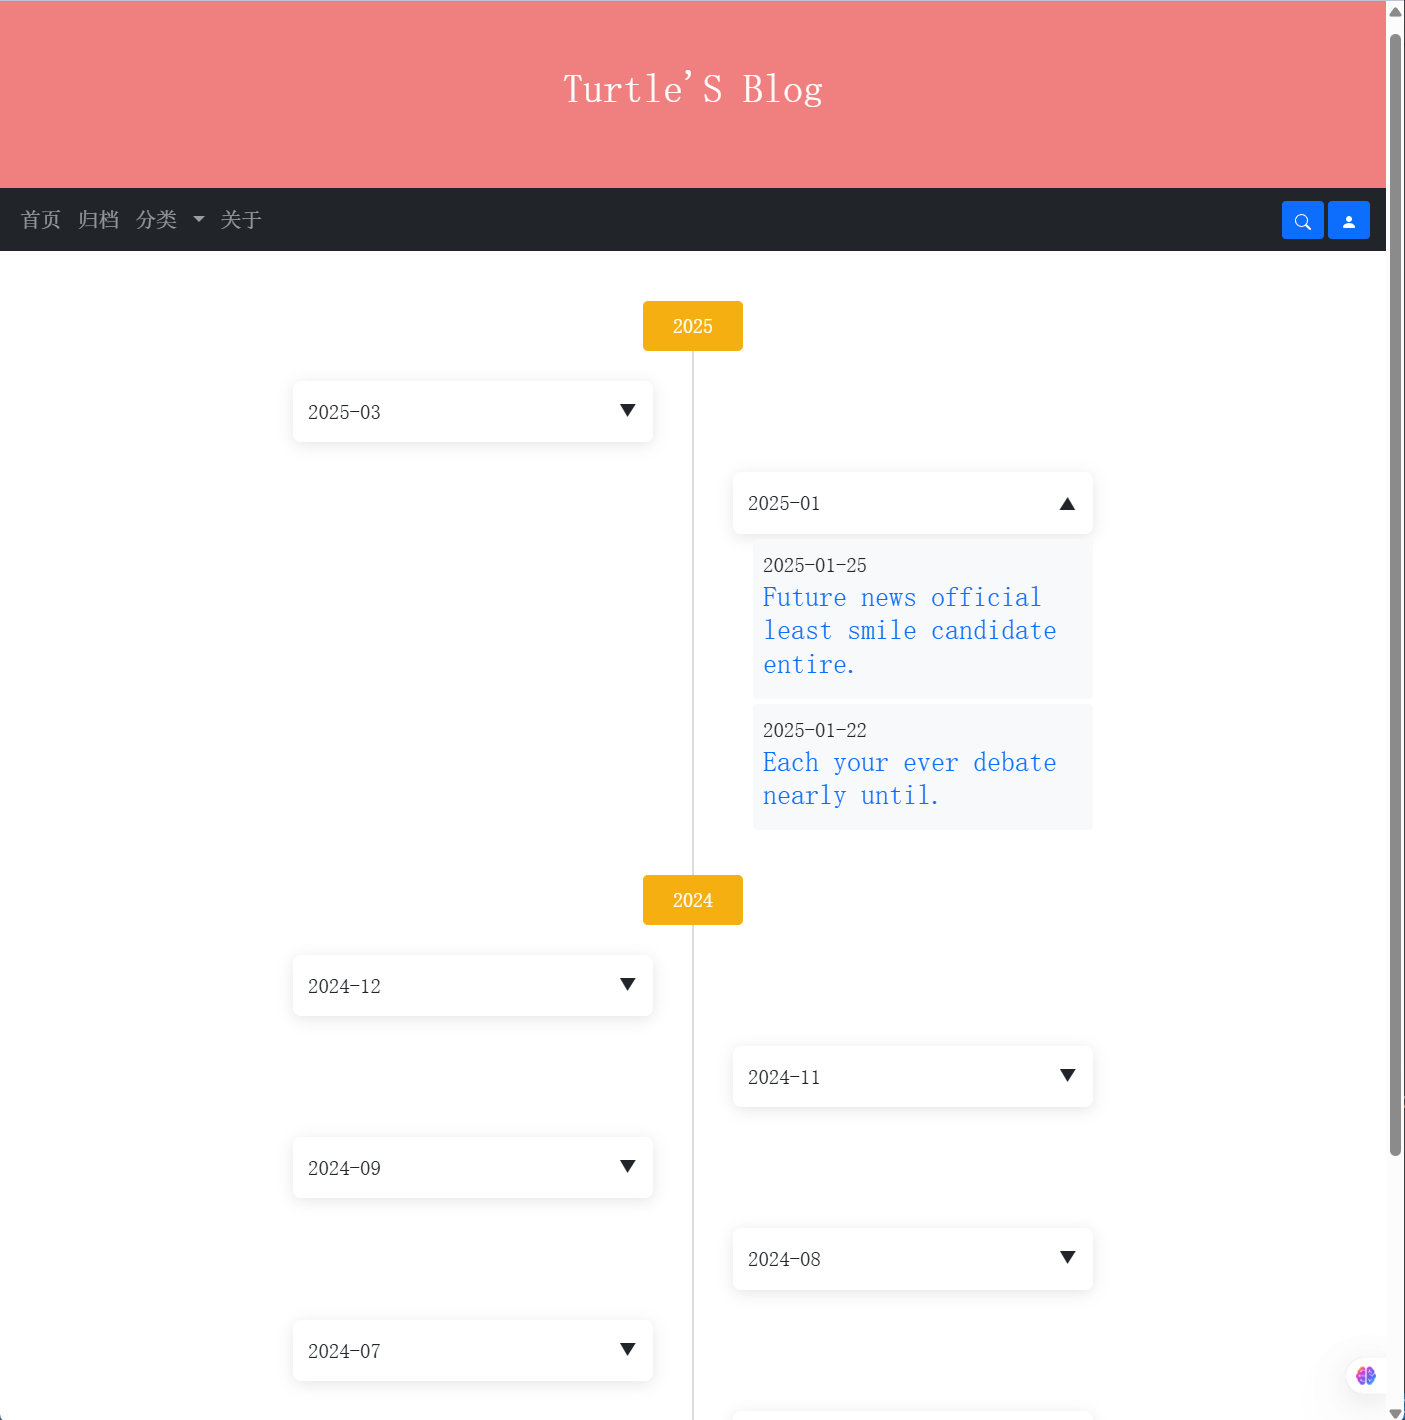 Turtle'S Blog
首页 归档 分类 关于
2025
2025-03 ▼
2025-01 ▲
2025-01-25
Future news official
least smile candidate
entire.
2025-01-22
Each your ever debate
nearly until.
2024
2024-12 ▼
2024-11 ▼
2024-09 ▼
2024-08 ▼
2024-07 ▼